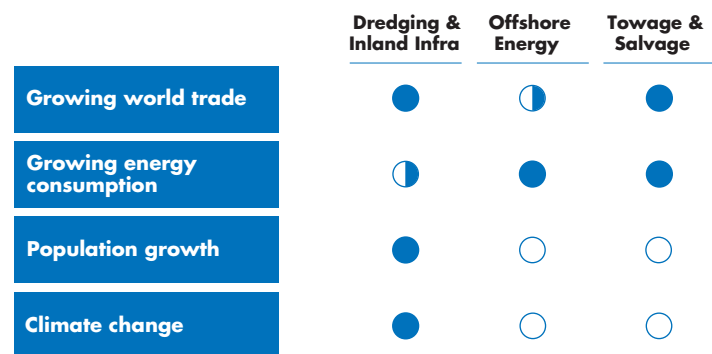 Dredging & Inland Infra
Offshore Energy
Towage & Salvage
Growing world trade
Growing energy
consumption
Population growth
Climate change